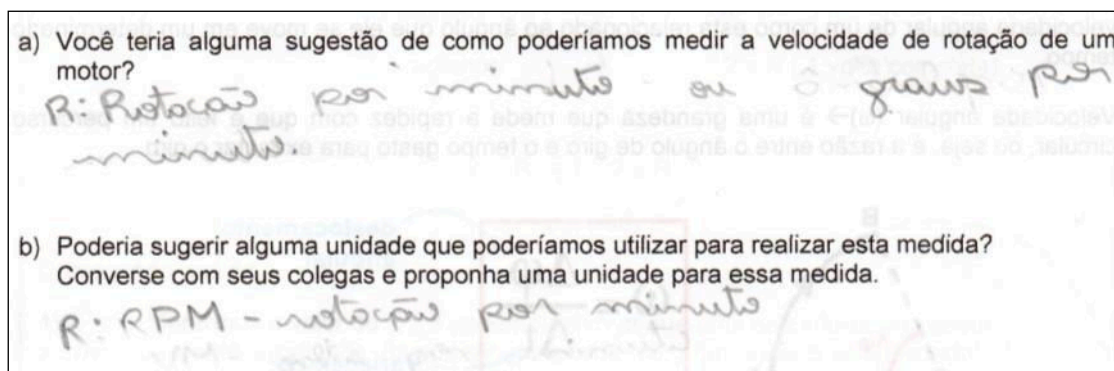 a) Você teria alguma sugestão de como poderíamos medir a velocidade de rotação de um
motor?
R: Rotação por minuto ou o graus por
minuto.
b) Poderia sugerir alguma unidade que poderíamos utilizar para realizar esta medida?
Converse com seus colegas e proponha uma unidade para essa medida.
R: RPM - rotação por minuto